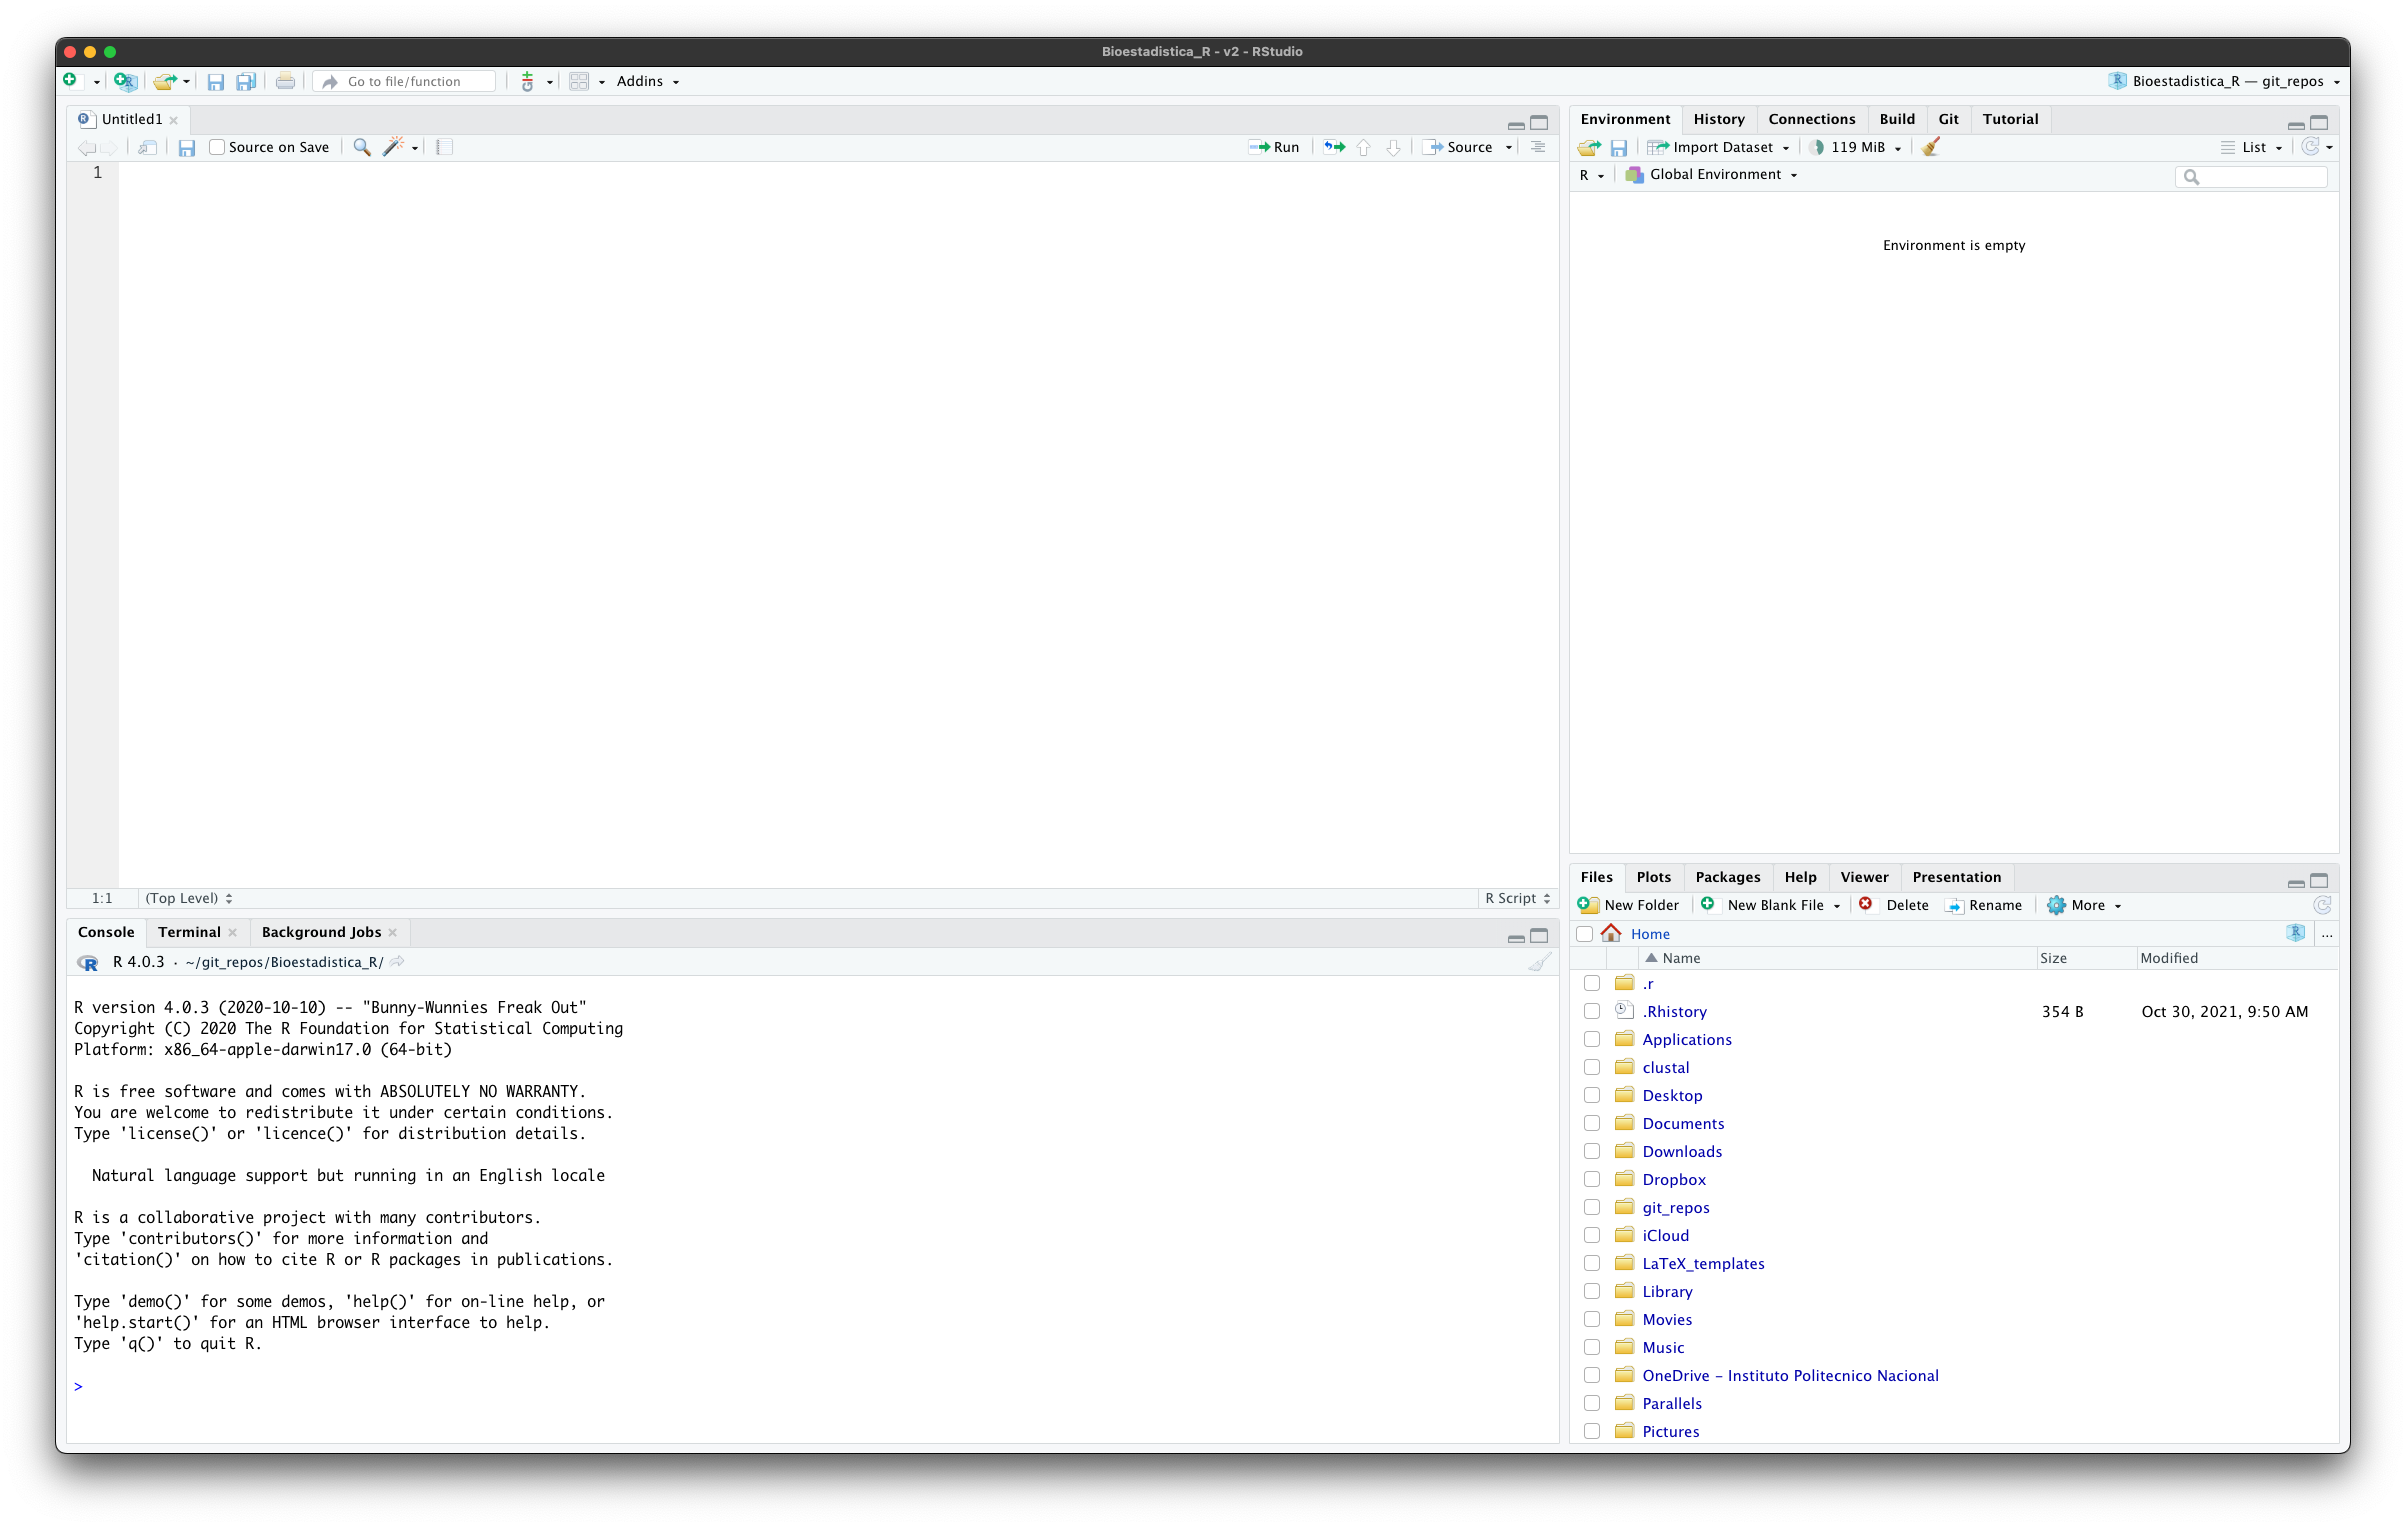 Bioestadistica_R - v2 - RStudio
Go to file/function
Addins
Bioestadistica_R — git_repos
Untitled1
Source on Save
Run
Source
1
1:1
(Top Level)
R Script
Console
Terminal
Background Jobs
R 4.0.3 · ~/git_repos/Bioestadistica_R/
R version 4.0.3 (2020-10-10) -- "Bunny-Wunnies Freak Out"
Copyright (C) 2020 The R Foundation for Statistical Computing
Platform: x86_64-apple-darwin17.0 (64-bit)
R is free software and comes with ABSOLUTELY NO WARRANTY.
You are welcome to redistribute it under certain conditions.
Type 'license()' or 'licence()' for distribution details.
Natural language support but running in an English locale
R is a collaborative project with many contributors.
Type 'contributors()' for more information and
'citation()' on how to cite R or R packages in publications.
Type 'demo()' for some demos, 'help()' for on-line help, or
'help.start()' for an HTML browser interface to help.
Type 'q()' to quit R.
>
Environment
History
Connections
Build
Git
Tutorial
Import Dataset
119 MiB
List
R
Global Environment
Environment is empty
Files
Plots
Packages
Help
Viewer
Presentation
New Folder
New Blank File
Delete
Rename
More
Home
...
Name
Size
Modified
.r
.Rhistory 354 B Oct 30, 2021, 9:50 AM
Applications
clustal
Desktop
Documents
Downloads
Dropbox
git_repos
iCloud
LaTeX_templates
Library
Movies
Music
OneDrive - Instituto Politecnico Nacional
Parallels
Pictures